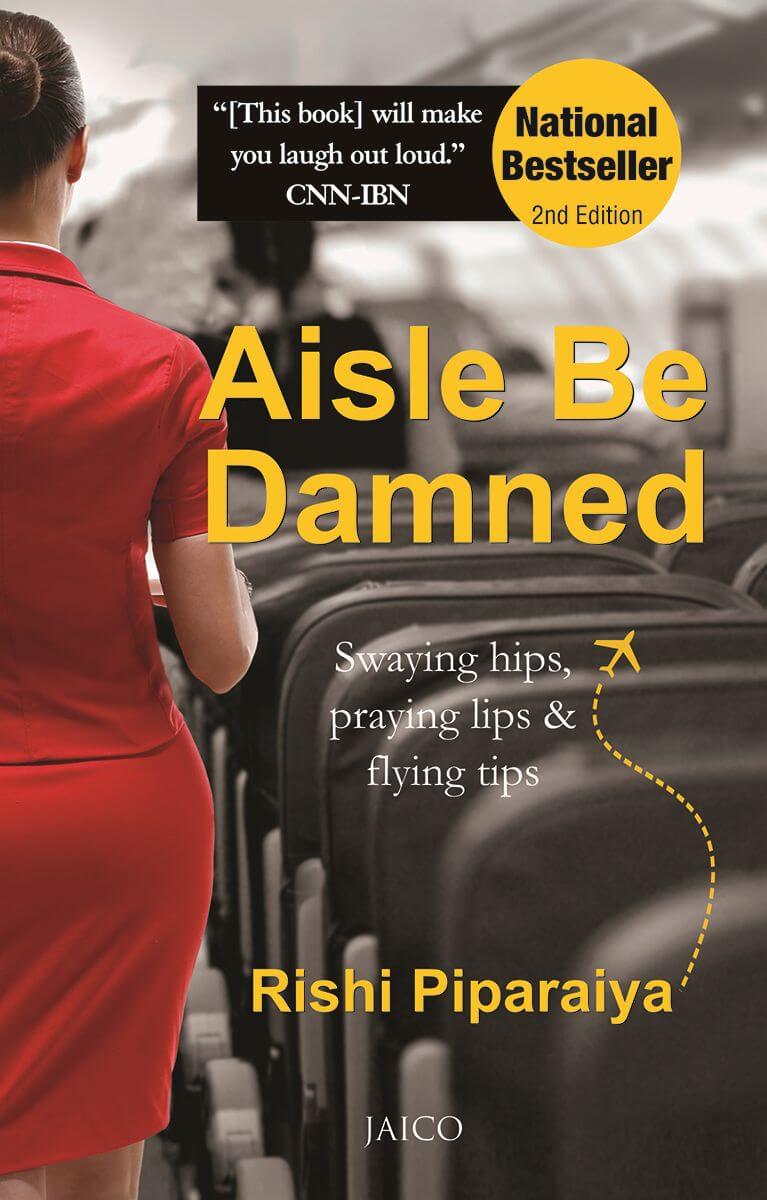 “[This book] will make
you laugh out loud.”
CNN-IBN
National
Bestseller
2nd Edition
Aisle Be
Damned
Swaying hips,
praying lips &
flying tips
Rishi Piparaiya
JAICO